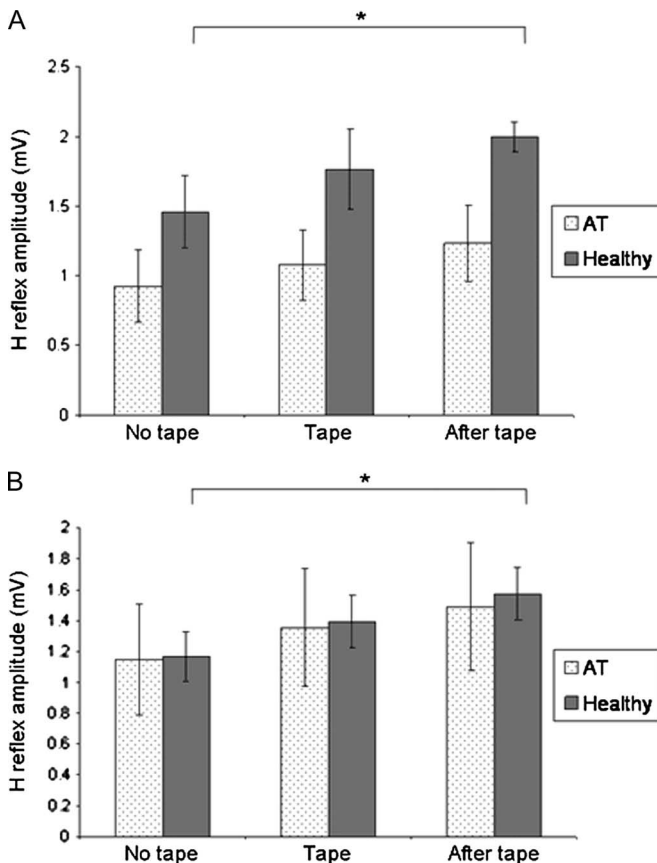 A
*
H reflex amplitude (mV)
2.5
2
1.5
1
0.5
0
No tape Tape After tape
AT
Healthy
B
*
H reflex amplitude (mV)
2
1.8
1.6
1.4
1.2
1
0.8
0.6
0.4
0.2
0
No tape Tape After tape
AT
Healthy